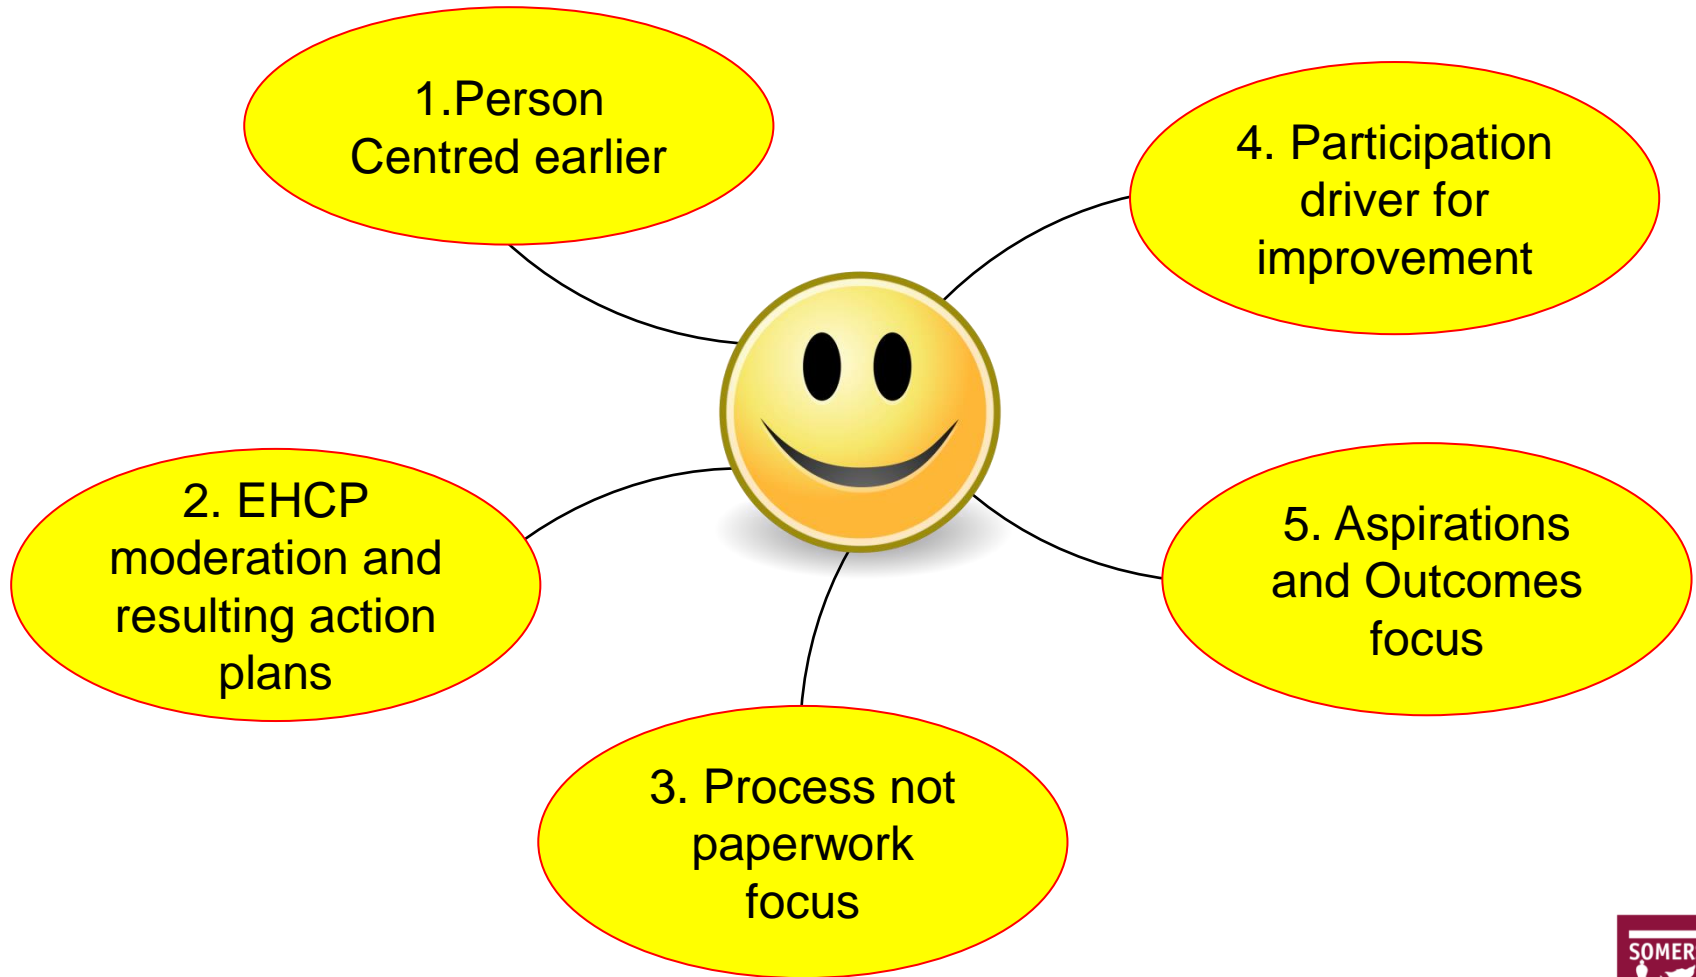 1.Person
Centred earlier
2. EHCP
moderation and
resulting action
plans
3. Process not
paperwork
focus
4. Participation
driver for
improvement
5. Aspirations
and Outcomes
focus